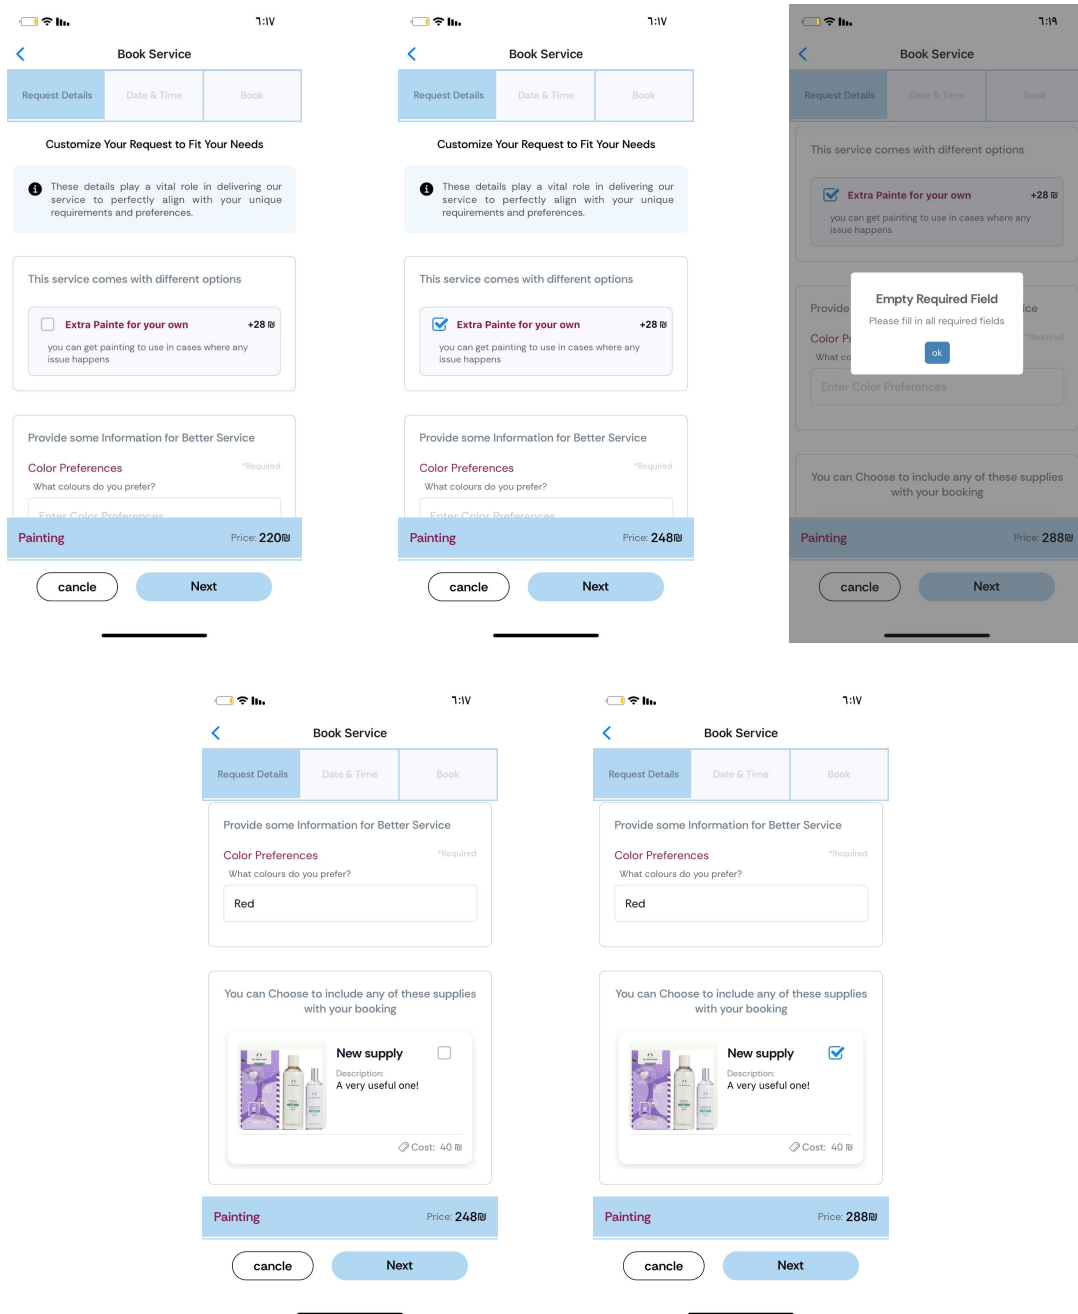 ٦:١٧
Book Service
Request Details
Date & Time
Book
Customize Your Request to Fit Your Needs
These details play a vital role in delivering our
service to perfectly align with your unique
requirements and preferences.
This service comes with different options
Extra Painte for your own
+28 ₪
you can get painting to use in cases where any
issue happens
Provide some Information for Better Service
Color Preferences
*Required
What colours do you prefer?
Enter Color Preferences
Painting
Price: 220₪
cancle
Next
٦:١٧
Book Service
Request Details
Date & Time
Book
Customize Your Request to Fit Your Needs
These details play a vital role in delivering our
service to perfectly align with your unique
requirements and preferences.
This service comes with different options
Extra Painte for your own
+28 ₪
you can get painting to use in cases where any
issue happens
Provide some Information for Better Service
Color Preferences
*Required
What colours do you prefer?
Enter Color Preferences
Painting
Price: 248₪
cancle
Next
٦:١٩
Book Service
Request Details
Date & Time
Book
This service comes with different options
Extra Painte for your own
+28 ₪
you can get painting to use in cases where any
issue happens
Empty Required Field
Please fill in all required fields
ok
Provide
ice
Color Pr
*Required
What co
Enter Color Preferences
You can Choose to include any of these supplies
with your booking
Painting
Price: 288₪
cancle
Next
٦:١٧
Book Service
Request Details
Date & Time
Book
Provide some Information for Better Service
Color Preferences
*Required
What colours do you prefer?
Red
You can Choose to include any of these supplies
with your booking
New supply
Description:
A very useful one!
Cost: 40 ₪
Painting
Price: 248₪
cancle
Next
٦:١٧
Book Service
Request Details
Date & Time
Book
Provide some Information for Better Service
Color Preferences
*Required
What colours do you prefer?
Red
You can Choose to include any of these supplies
with your booking
New supply
Description:
A very useful one!
Cost: 40 ₪
Painting
Price: 288₪
cancle
Next